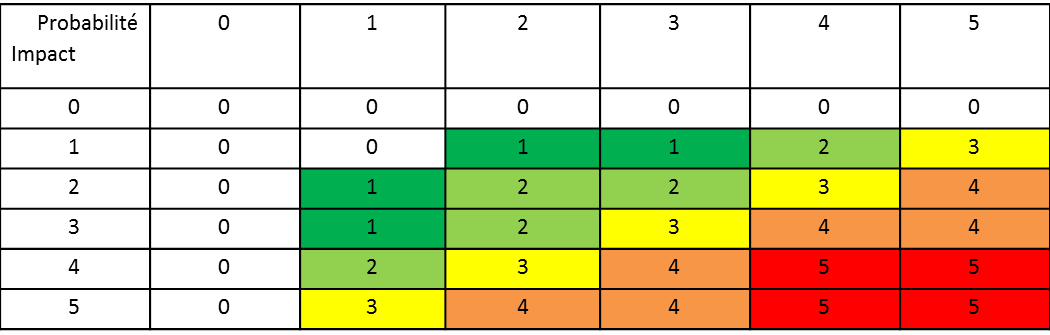 Probabilité 0 1 2 3 4 5
Impact
0 0 0 0 0 0 0
1 0 0 1 1 2 3
2 0 1 2 2 3 4
3 0 1 2 3 4 4
4 0 2 3 4 5 5
5 0 3 4 4 5 5